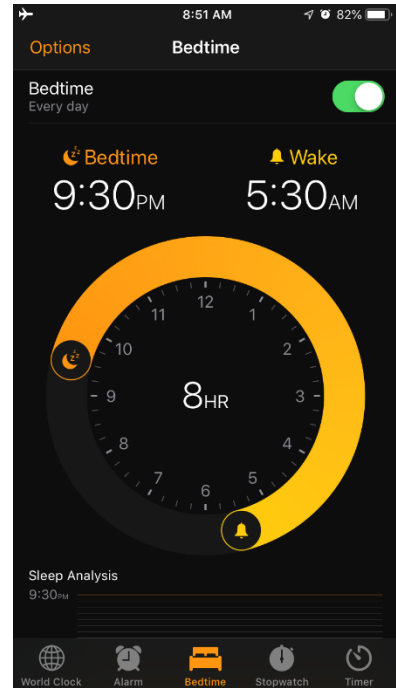 8:51 AM 82%
Options Bedtime
Bedtime
Every day
Bedtime Wake
9:30PM 5:30AM
12
11 1
10 2
9 8HR 3
8 4
7 5
6
Sleep Analysis
9:30PM
World Clock Alarm Bedtime Stopwatch Timer